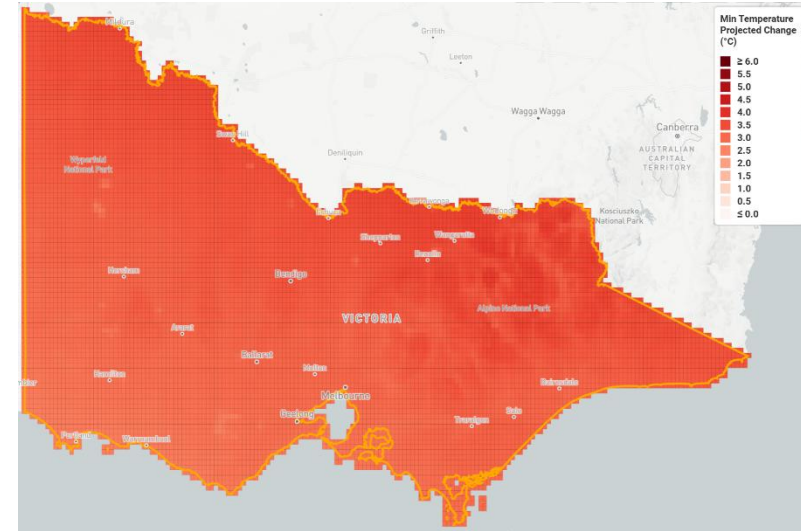 Min Temperature
Projected Change
(°C)
≥ 6.0
5.5
5.0
4.5
4.0
3.5
3.0
2.5
2.0
1.5
1.0
0.5
≤ 0.0
Mildura
Griffith
Leeton
Wagga Wagga
Canberra
AUSTRALIAN
CAPITAL
TERRITORY
Swan Hill
Deniliquin
Wyperfeld
National Park
Echuca
Wodonga
Kosciuszko
National Park
Shepparton
Wangaratta
Benalla
Horsham
Bendigo
Alpine National Park
VICTORIA
Ararat
Ballarat
Melton
Hamilton
Melbourne
Bairnsdale
Geelong
Sale
Traralgon
Portland
Warrnambool